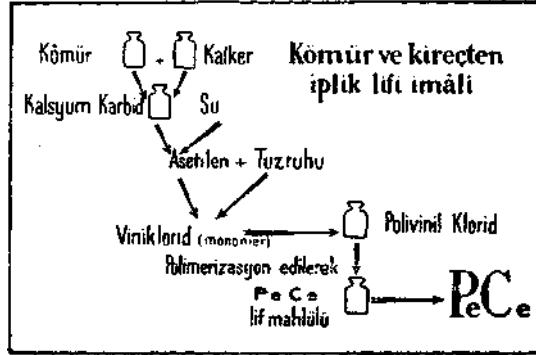 Kömür + Kalker
Kömür ve kireçten
iplik lifi imâli
Kalsyum Karbid Su
Asetilen + Tuzruhu
Viniklorid (monomer)
Polivinil Klorid
Polimerizasyon edilerek
PeCe
lif mahlülü
PeCe